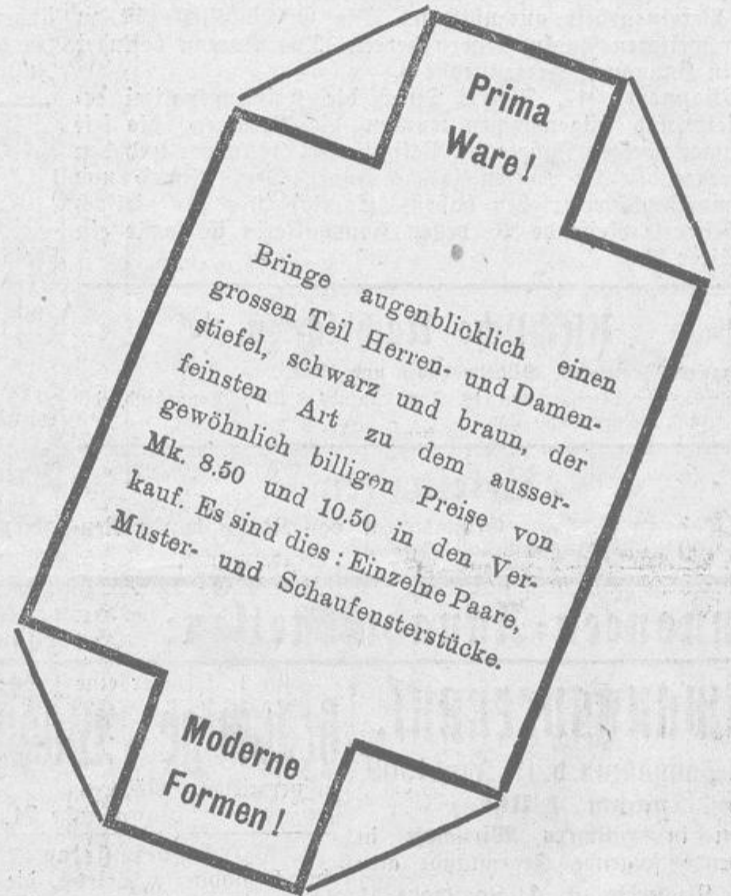 Prima
Ware!
Bringe augenblicklich einen
grossen Teil Herren- und Damen-
stiefel, schwarz und braun, der
feinsten Art zu dem ausser-
gewöhnlich billigen Preise von
Mk. 8.50 und 10.50 in den Ver-
kauf. Es sind dies: Einzelne Paare,
Muster- und Schaufensterstücke.
Moderne
Formen!